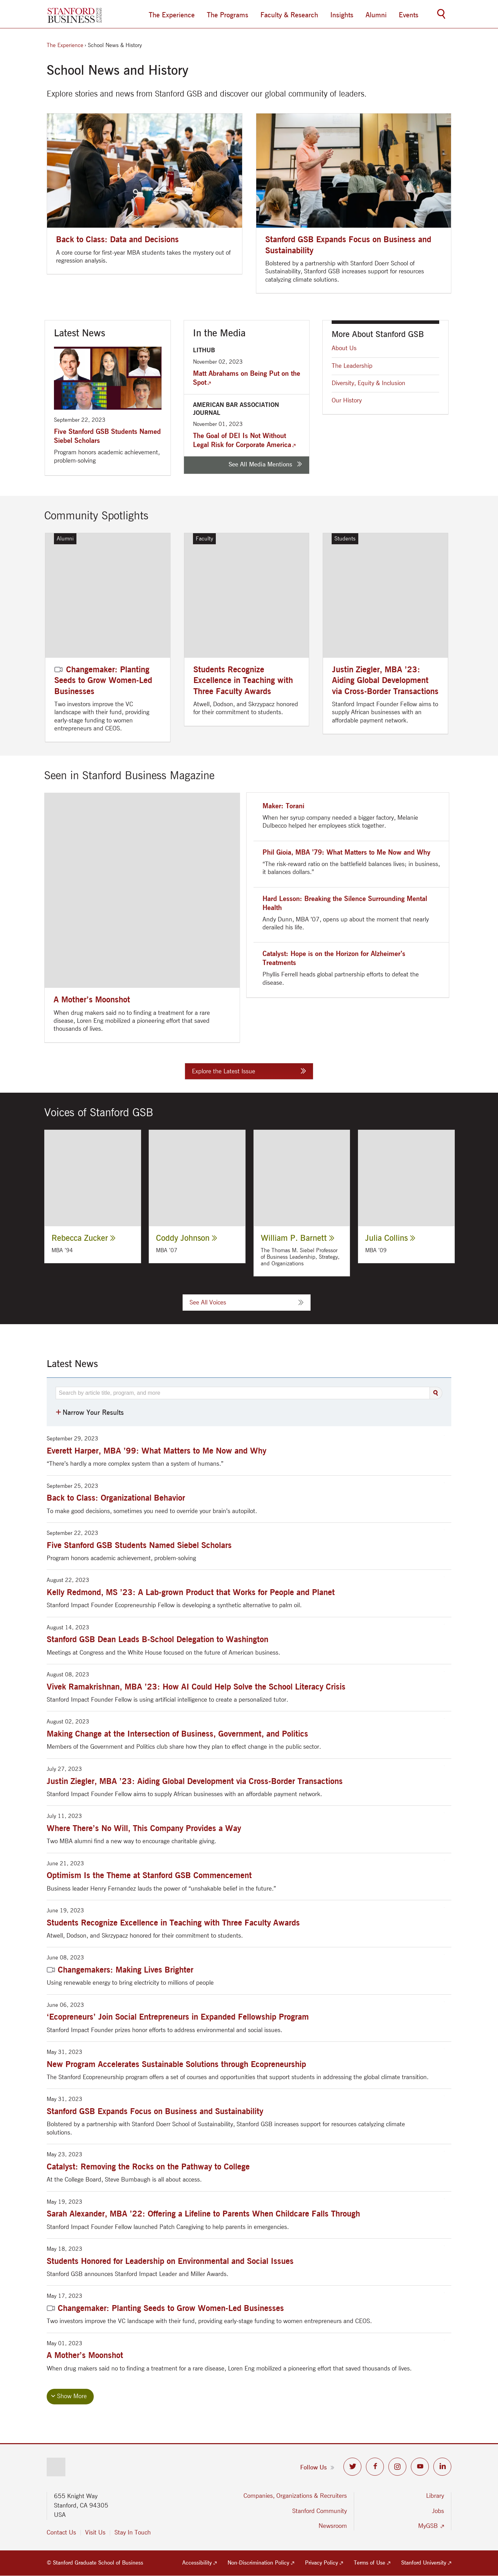 STANFORD
BUSINESS
The Experience
The Programs
Faculty & Research
Insights
Alumni
Events
The Experience › School News & History
School News and History
Explore stories and news from Stanford GSB and discover our global community of leaders.
Back to Class: Data and Decisions
A core course for first-year MBA students takes the mystery out of
regression analysis.
Stanford GSB Expands Focus on Business and
Sustainability
Bolstered by a partnership with Stanford Doerr School of
Sustainability, Stanford GSB increases support for resources
catalyzing climate solutions.
Latest News
September 22, 2023
Five Stanford GSB Students Named
Siebel Scholars
Program honors academic achievement,
problem-solving
In the Media
LITHUB
November 02, 2023
Matt Abrahams on Being Put on the
Spot
AMERICAN BAR ASSOCIATION
JOURNAL
November 01, 2023
The Goal of DEI Is Not Without
Legal Risk for Corporate America
See All Media Mentions
More About Stanford GSB
About Us
The Leadership
Diversity, Equity & Inclusion
Our History
Community Spotlights
Alumni
Changemaker: Planting
Seeds to Grow Women-Led
Businesses
Two investors improve the VC
landscape with their fund, providing
early-stage funding to women
entrepreneurs and CEOS.
Faculty
Students Recognize
Excellence in Teaching with
Three Faculty Awards
Atwell, Dodson, and Skrzypacz honored
for their commitment to students.
Students
Justin Ziegler, MBA ’23:
Aiding Global Development
via Cross-Border Transactions
Stanford Impact Founder Fellow aims to
supply African businesses with an
affordable payment network.
Seen in Stanford Business Magazine
A Mother’s Moonshot
When drug makers said no to finding a treatment for a rare
disease, Loren Eng mobilized a pioneering effort that saved
thousands of lives.
Maker: Torani
When her syrup company needed a bigger factory, Melanie
Dulbecco helped her employees stick together.
Phil Gioia, MBA ’79: What Matters to Me Now and Why
“The risk-reward ratio on the battlefield balances lives; in business,
it balances dollars.”
Hard Lesson: Breaking the Silence Surrounding Mental
Health
Andy Dunn, MBA ’07, opens up about the moment that nearly
derailed his life.
Catalyst: Hope is on the Horizon for Alzheimer’s
Treatments
Phyllis Ferrell heads global partnership efforts to defeat the
disease.
Explore the Latest Issue
Voices of Stanford GSB
Rebecca Zucker
MBA ’94
Coddy Johnson
MBA ’07
William P. Barnett
The Thomas M. Siebel Professor
of Business Leadership, Strategy,
and Organizations
Julia Collins
MBA ’09
See All Voices
Latest News
Search by article title, program, and more
Narrow Your Results
September 29, 2023
Everett Harper, MBA ’99: What Matters to Me Now and Why
“There’s hardly a more complex system than a system of humans.”
September 25, 2023
Back to Class: Organizational Behavior
To make good decisions, sometimes you need to override your brain’s autopilot.
September 22, 2023
Five Stanford GSB Students Named Siebel Scholars
Program honors academic achievement, problem-solving
August 22, 2023
Kelly Redmond, MS ’23: A Lab-grown Product that Works for People and Planet
Stanford Impact Founder Ecopreneurship Fellow is developing a synthetic alternative to palm oil.
August 14, 2023
Stanford GSB Dean Leads B-School Delegation to Washington
Meetings at Congress and the White House focused on the future of American business.
August 08, 2023
Vivek Ramakrishnan, MBA ’23: How AI Could Help Solve the School Literacy Crisis
Stanford Impact Founder Fellow is using artificial intelligence to create a personalized tutor.
August 02, 2023
Making Change at the Intersection of Business, Government, and Politics
Members of the Government and Politics club share how they plan to effect change in the public sector.
July 27, 2023
Justin Ziegler, MBA ’23: Aiding Global Development via Cross-Border Transactions
Stanford Impact Founder Fellow aims to supply African businesses with an affordable payment network.
July 11, 2023
Where There’s No Will, This Company Provides a Way
Two MBA alumni find a new way to encourage charitable giving.
June 21, 2023
Optimism Is the Theme at Stanford GSB Commencement
Business leader Henry Fernandez lauds the power of “unshakable belief in the future.”
June 19, 2023
Students Recognize Excellence in Teaching with Three Faculty Awards
Atwell, Dodson, and Skrzypacz honored for their commitment to students.
June 08, 2023
Changemakers: Making Lives Brighter
Using renewable energy to bring electricity to millions of people
June 06, 2023
‘Ecopreneurs’ Join Social Entrepreneurs in Expanded Fellowship Program
Stanford Impact Founder prizes honor efforts to address environmental and social issues.
May 31, 2023
New Program Accelerates Sustainable Solutions through Ecopreneurship
The Stanford Ecopreneurship program offers a set of courses and opportunities that support students in addressing the global climate transition.
May 31, 2023
Stanford GSB Expands Focus on Business and Sustainability
Bolstered by a partnership with Stanford Doerr School of Sustainability, Stanford GSB increases support for resources catalyzing climate
solutions.
May 23, 2023
Catalyst: Removing the Rocks on the Pathway to College
At the College Board, Steve Bumbaugh is all about access.
May 19, 2023
Sarah Alexander, MBA ’22: Offering a Lifeline to Parents When Childcare Falls Through
Stanford Impact Founder Fellow launched Patch Caregiving to help parents in emergencies.
May 18, 2023
Students Honored for Leadership on Environmental and Social Issues
Stanford GSB announces Stanford Impact Leader and Miller Awards.
May 17, 2023
Changemaker: Planting Seeds to Grow Women-Led Businesses
Two investors improve the VC landscape with their fund, providing early-stage funding to women entrepreneurs and CEOS.
May 01, 2023
A Mother’s Moonshot
When drug makers said no to finding a treatment for a rare disease, Loren Eng mobilized a pioneering effort that saved thousands of lives.
Show More
Follow Us
655 Knight Way
Stanford, CA 94305
USA
Contact Us
Visit Us
Stay In Touch
Companies, Organizations & Recruiters
Stanford Community
Newsroom
Library
Jobs
MyGSB
© Stanford Graduate School of Business
Accessibility
Non-Discrimination Policy
Privacy Policy
Terms of Use
Stanford University